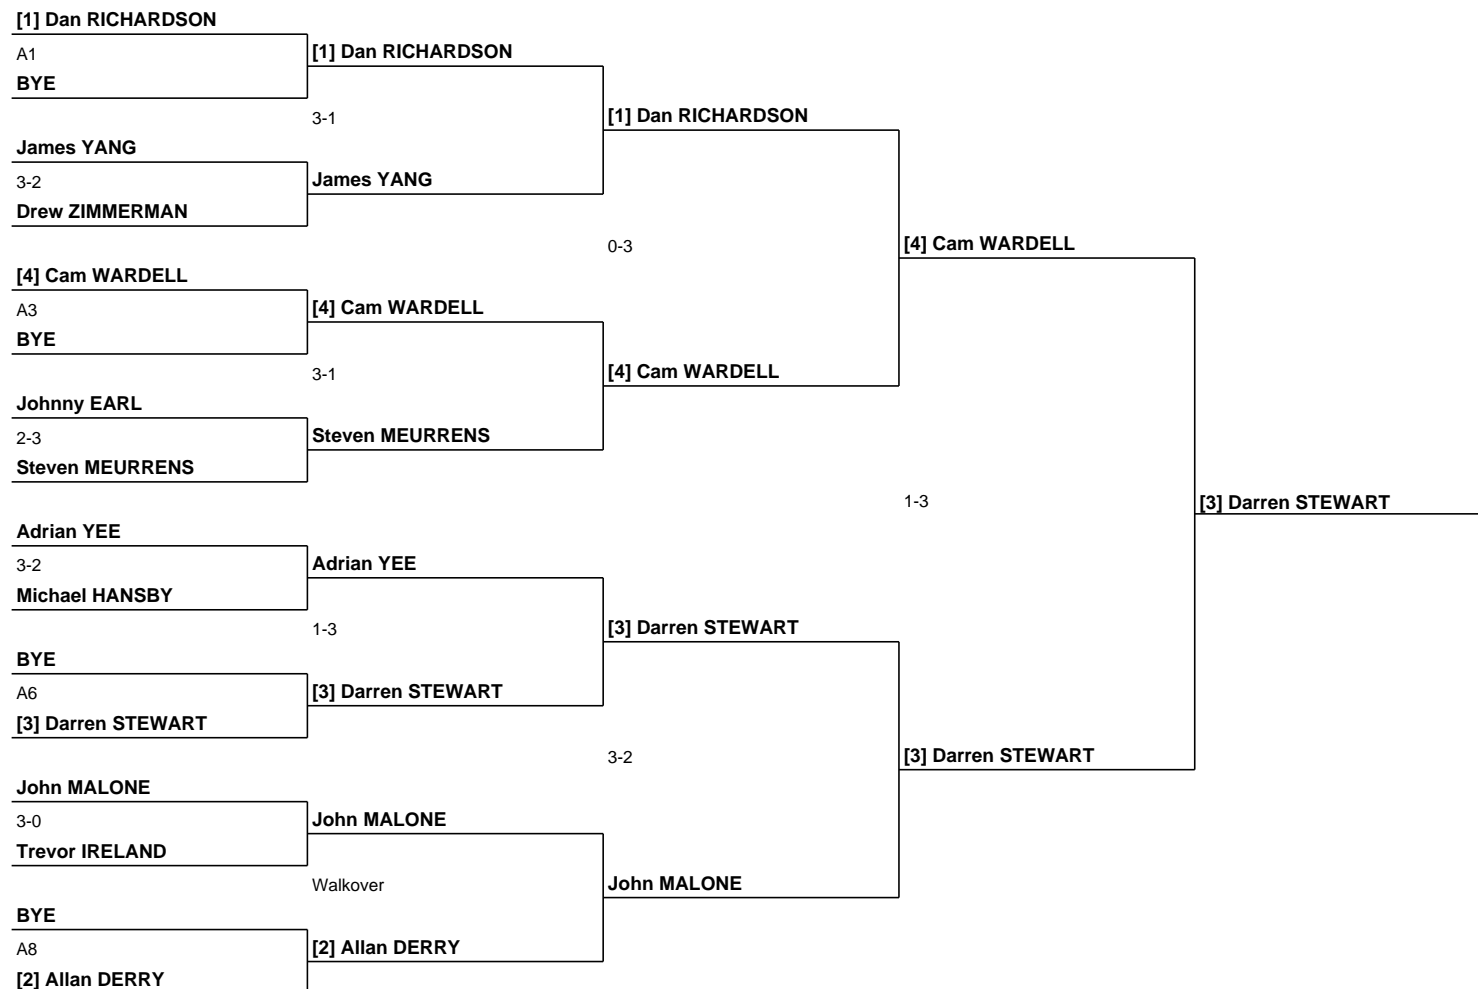 [1] Dan RICHARDSON
A1
BYE
James YANG
3-2
Drew ZIMMERMAN
[4] Cam WARDELL
A3
BYE
Johnny EARL
2-3
Steven MEURRENS
Adrian YEE
3-2
Michael HANSBY
BYE
A6
[3] Darren STEWART
John MALONE
3-0
Trevor IRELAND
BYE
A8
[2] Allan DERRY
[1] Dan RICHARDSON
3-1
James YANG
[4] Cam WARDELL
3-1
Steven MEURRENS
Adrian YEE
1-3
[3] Darren STEWART
John MALONE
Walkover
[2] Allan DERRY
[1] Dan RICHARDSON
0-3
[4] Cam WARDELL
[3] Darren STEWART
3-2
John MALONE
[4] Cam WARDELL
1-3
[3] Darren STEWART
[3] Darren STEWART